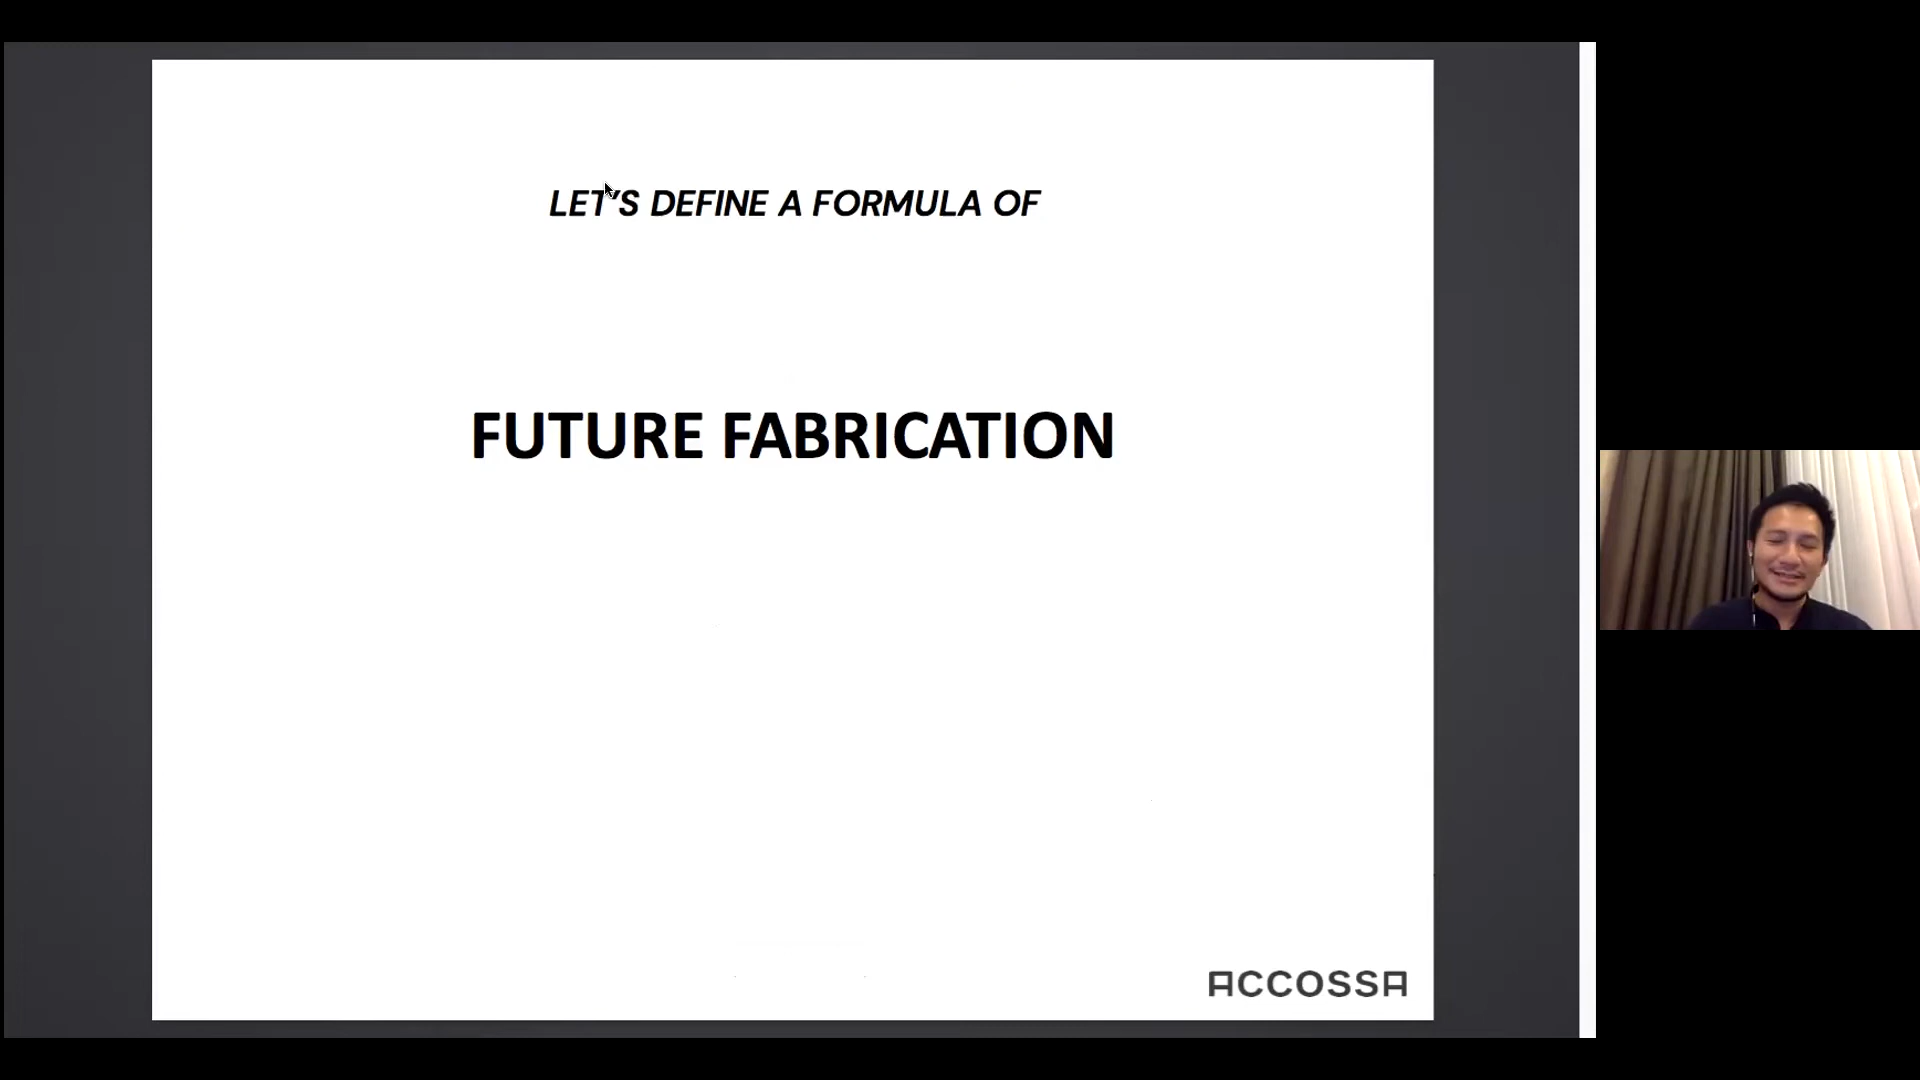 LET'S DEFINE A FORMULA OF
FUTURE FABRICATION
ACCOSSA